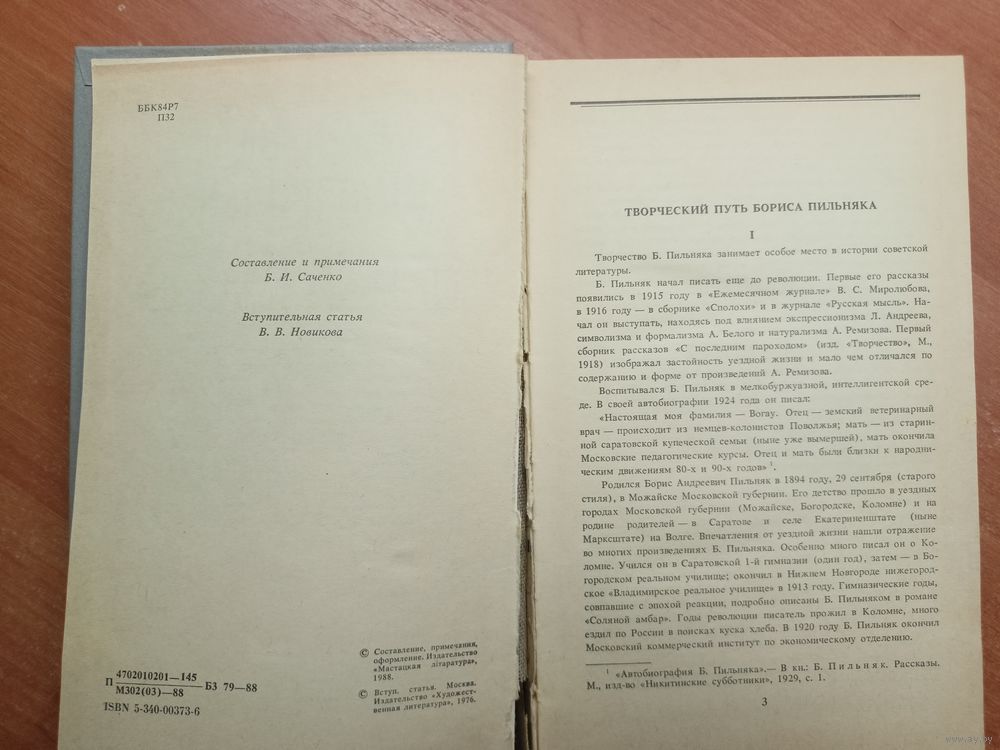 ББК84Р7
П32
Составление и примечания
Б. И. Саченко
Вступительная статья
В. В. Новикова
© Составление, примечания,
оформление. Издательство
«Мастацкая літаратура»,
1988.
© Вступ. статья. Москва.
Издательство «Художест-
венная литература», 1976.
П 4702010201—145
М302(03)—88 БЗ 79—88
ISBN 5-340-00373-6
ТВОРЧЕСКИЙ ПУТЬ БОРИСА ПИЛЬНЯКА
I
Творчество Б. Пильняка занимает особое место в истории советской
литературы.
Б. Пильняк начал писать еще до революции. Первые его рассказы
появились в 1915 году в «Ежемесячном журнале» В. С. Миролюбова,
в 1916 году — в сборнике «Сполохи» и в журнале «Русская мысль». На-
чал он выступать, находясь под влиянием экспрессионизма Л. Андреева,
символизма и формализма А. Белого и натурализма А. Ремизова. Первый
сборник рассказов «С последним пароходом» (изд. «Творчество», М.,
1918) изображал застойность уездной жизни и мало чем отличался по
содержанию и форме от произведений А. Ремизова.
Воспитывался Б. Пильняк в мелкобуржуазной, интеллигентской сре-
де. В своей автобиографии 1924 года он писал:
«Настоящая моя фамилия — Вогау. Отец — земский ветеринарный
врач — происходит из немцев-колонистов Поволжья; мать — из старин-
ной саратовской купеческой семьи (ныне уже вымершей), мать окончила
Московские педагогические курсы. Отец и мать были близки к народни-
ческим движениям 80-х и 90-х годов» ¹.
Родился Борис Андреевич Пильняк в 1894 году, 29 сентября (старого
стиля), в Можайске Московской губернии. Его детство прошло в уездных
городах Московской губернии (Можайске, Богородске, Коломне) и на
родине родителей — в Саратове и селе Екатериненштате (ныне
Марксштате) на Волге. Впечатления от уездной жизни нашли отражение
во многих произведениях Б. Пильняка. Особенно много писал он о Ко-
ломне. Учился он в Саратовской 1-й гимназии (один год), затем — в Бо-
городском реальном училище; окончил в Нижнем Новгороде нижегород-
ское «Владимирское реальное училище» в 1913 году. Гимназические годы,
совпавшие с эпохой реакции, подробно описаны Б. Пильняком в романе
«Соляной амбар». Годы революции писатель прожил в Коломне, много
ездил по России в поисках куска хлеба. В 1920 году Б. Пильняк окончил
Московский коммерческий институт по экономическому отделению.
¹ «Автобиография Б. Пильняка».— В кн.: Б. Пильняк. Рассказы.
М., изд-во «Никитинские субботники», 1929, с. 1.
3
www.ay.by